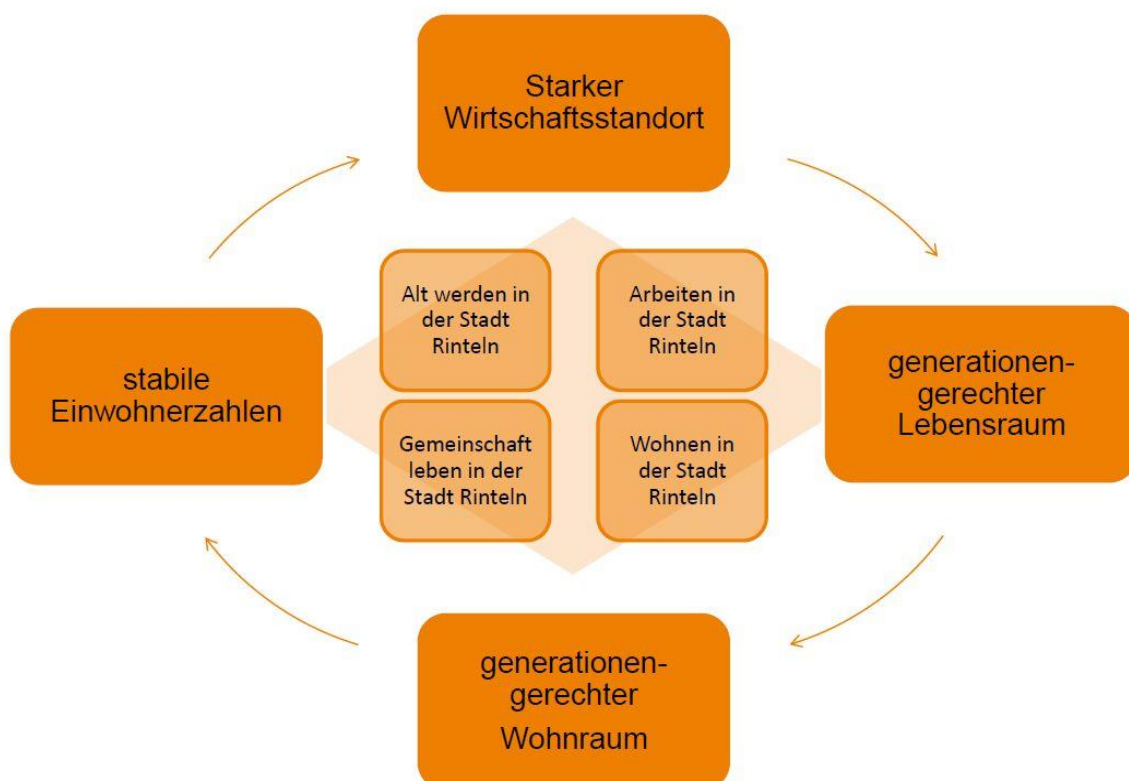 Starker
Wirtschaftsstandort
Alt werden in
der Stadt
Rinteln
Arbeiten in
der Stadt
Rinteln
stabile
Einwohnerzahlen
generationen-
gerechter
Lebensraum
Gemeinschaft
leben in der
Stadt Rinteln
Wohnen in
der Stadt
Rinteln
generationen-
gerechter
Wohnraum